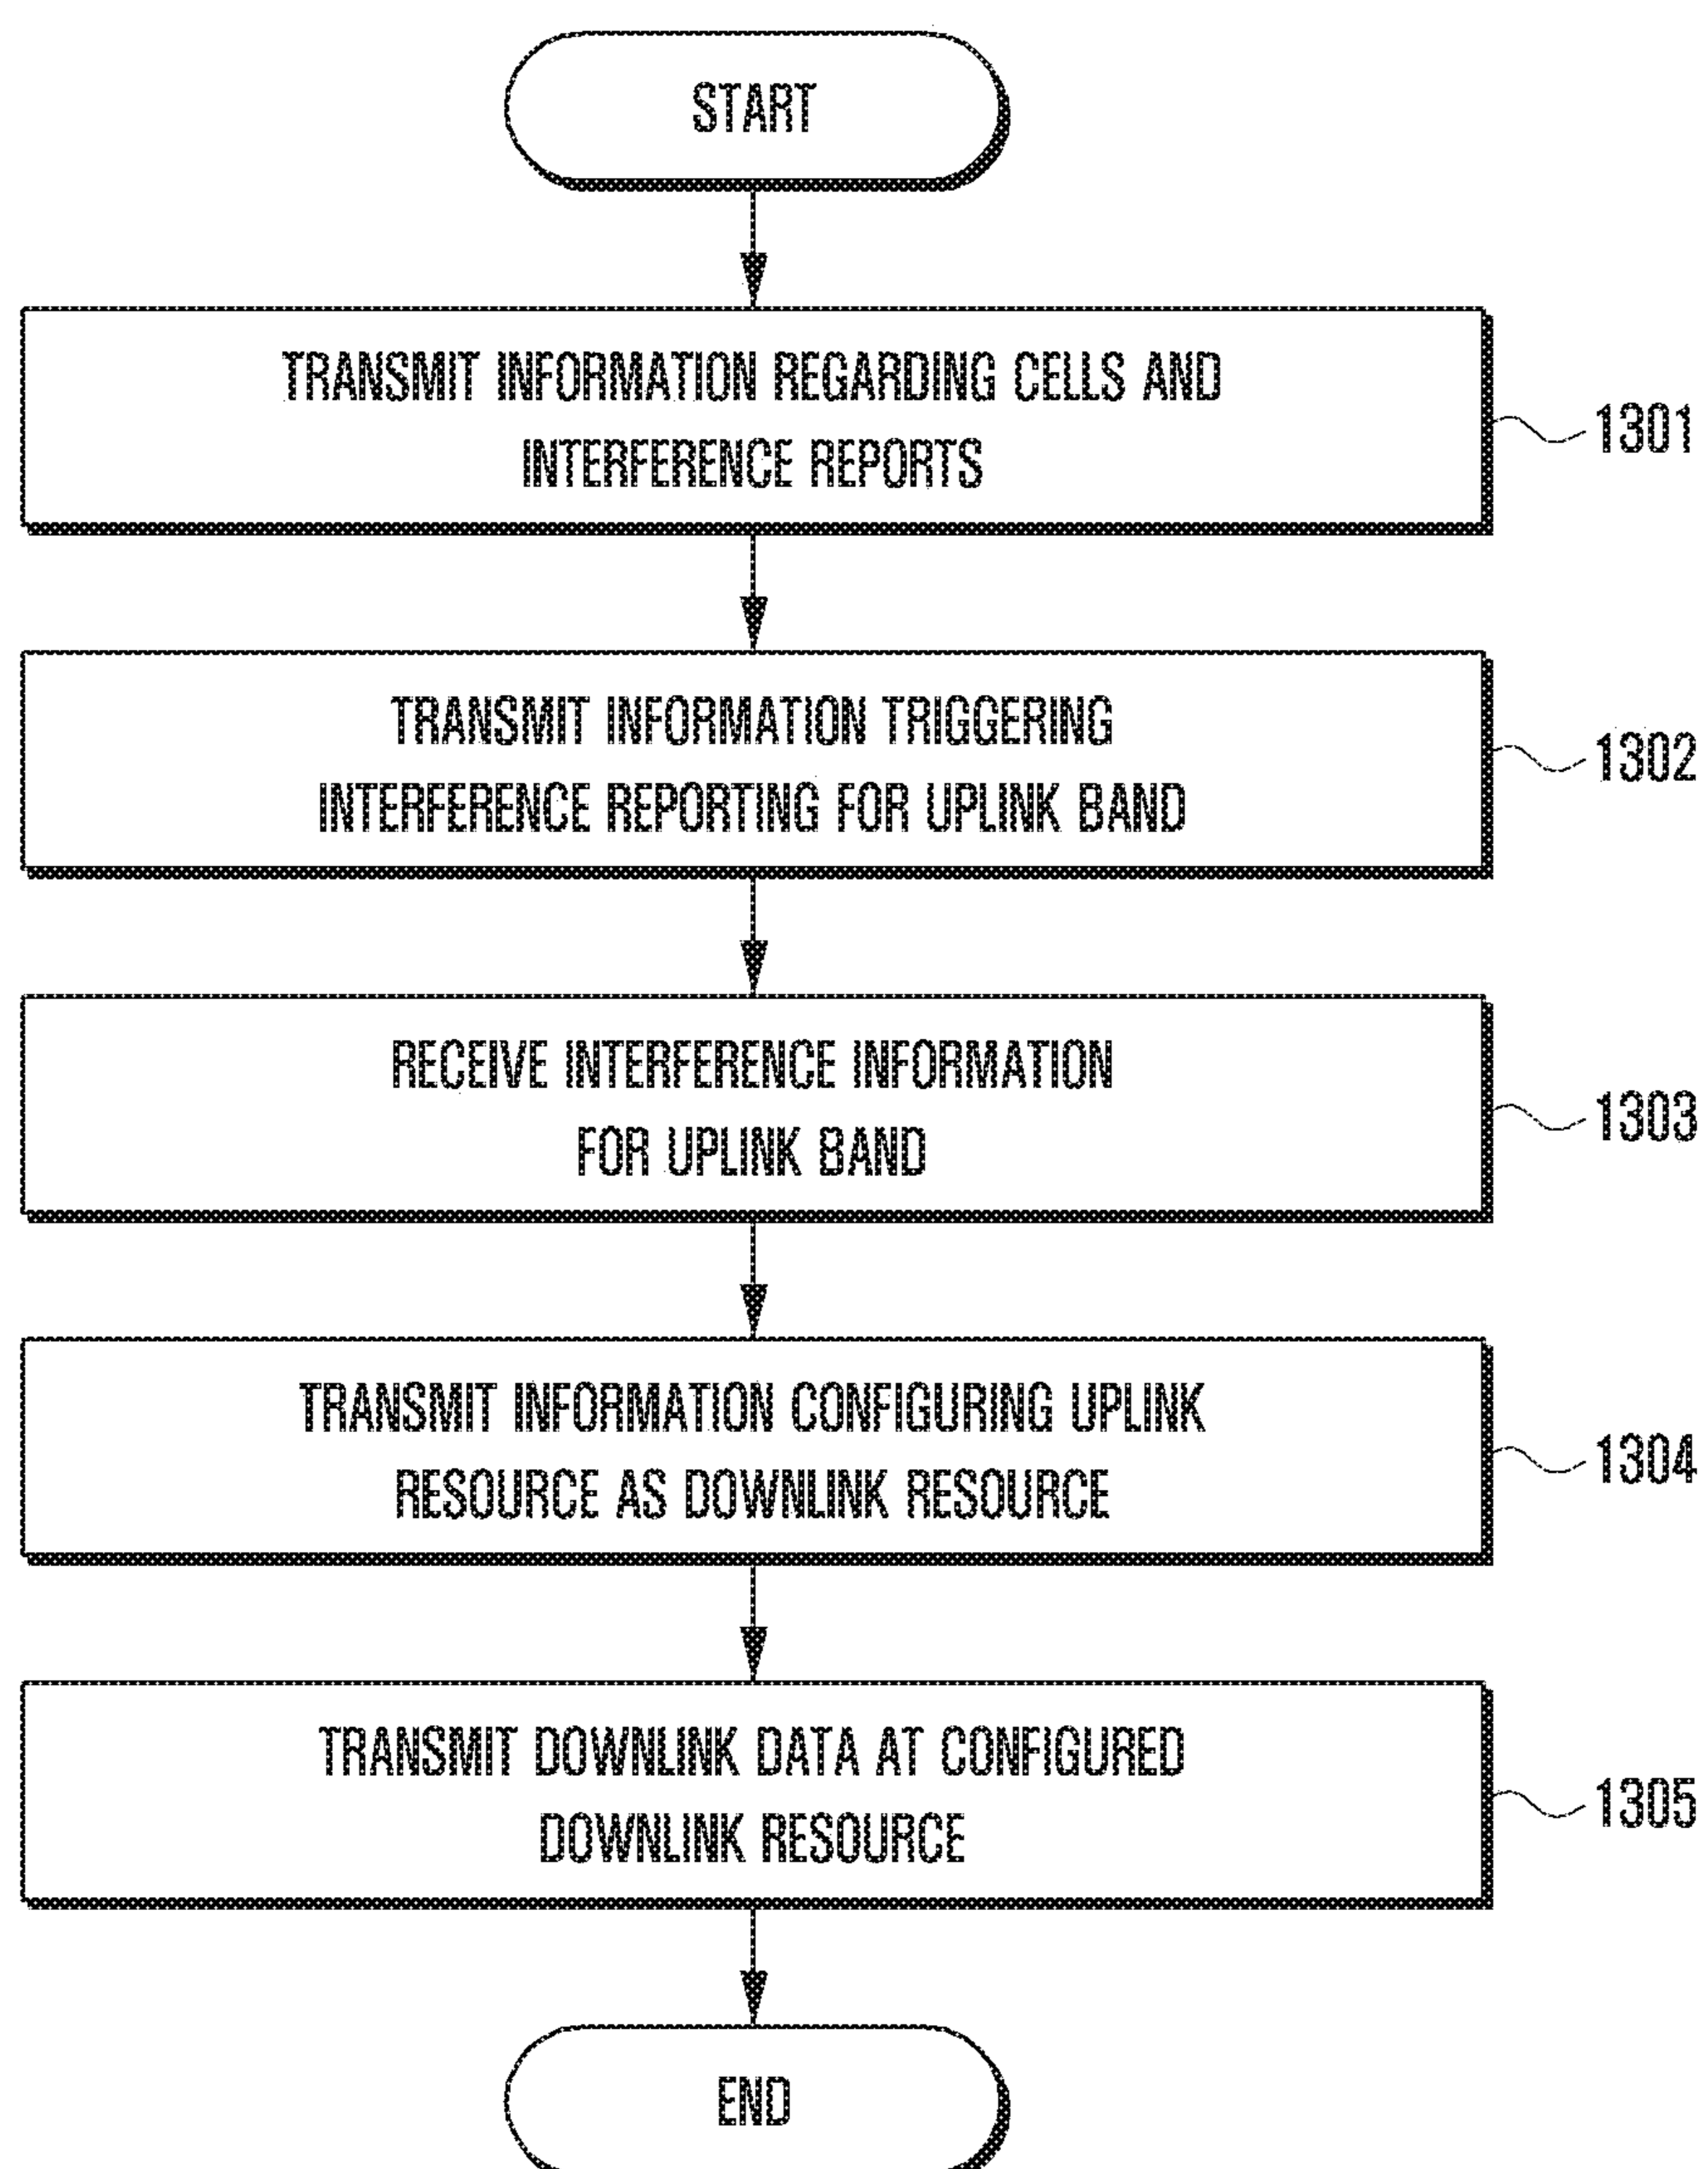 START
TRANSMIT INFORMATION REGARDING CELLS AND
INTERFERENCE REPORTS
1301
TRANSMIT INFORMATION TRIGGERING
INTERFERENCE REPORTING FOR UPLINK BAND
1302
RECEIVE INTERFERENCE INFORMATION
FOR UPLINK BAND
1303
TRANSMIT INFORMATION CONFIGURING UPLINK
RESOURCE AS DOWNLINK RESOURCE
1304
TRANSMIT DOWNLINK DATA AT CONFIGURED
DOWNLINK RESOURCE
1305
END